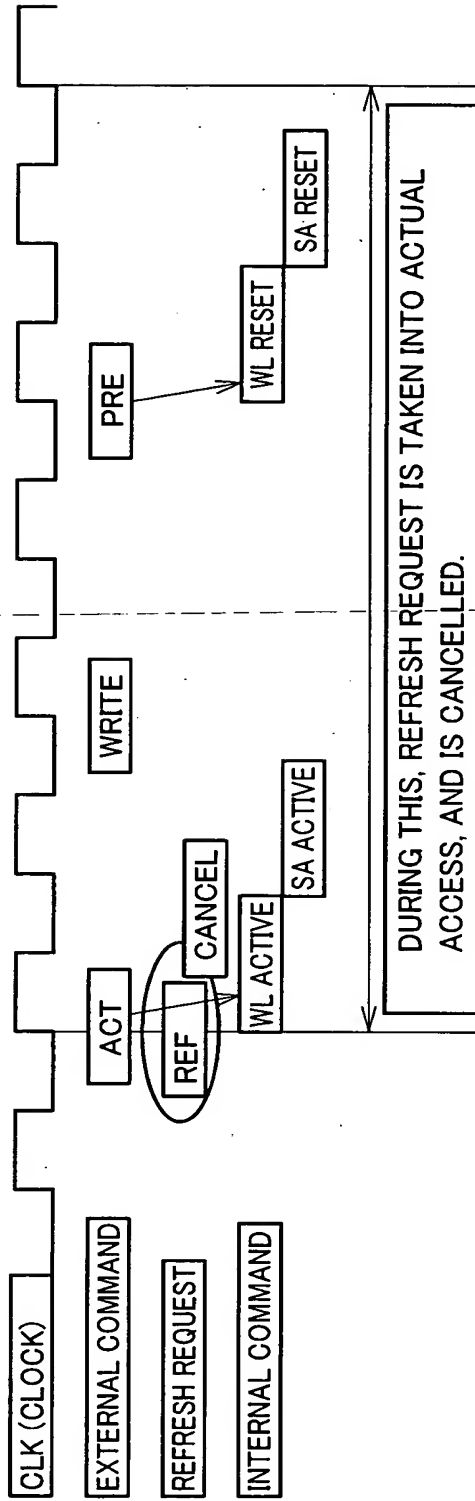 CLK (CLOCK)
EXTERNAL COMMAND
ACT
WRITE
PRE
REFRESH REQUEST
REF
CANCEL
INTERNAL COMMAND
WL ACTIVE
SA ACTIVE
WL RESET
SA RESET
DURING THIS, REFRESH REQUEST IS TAKEN INTO ACTUAL
ACCESS, AND IS CANCELLED.